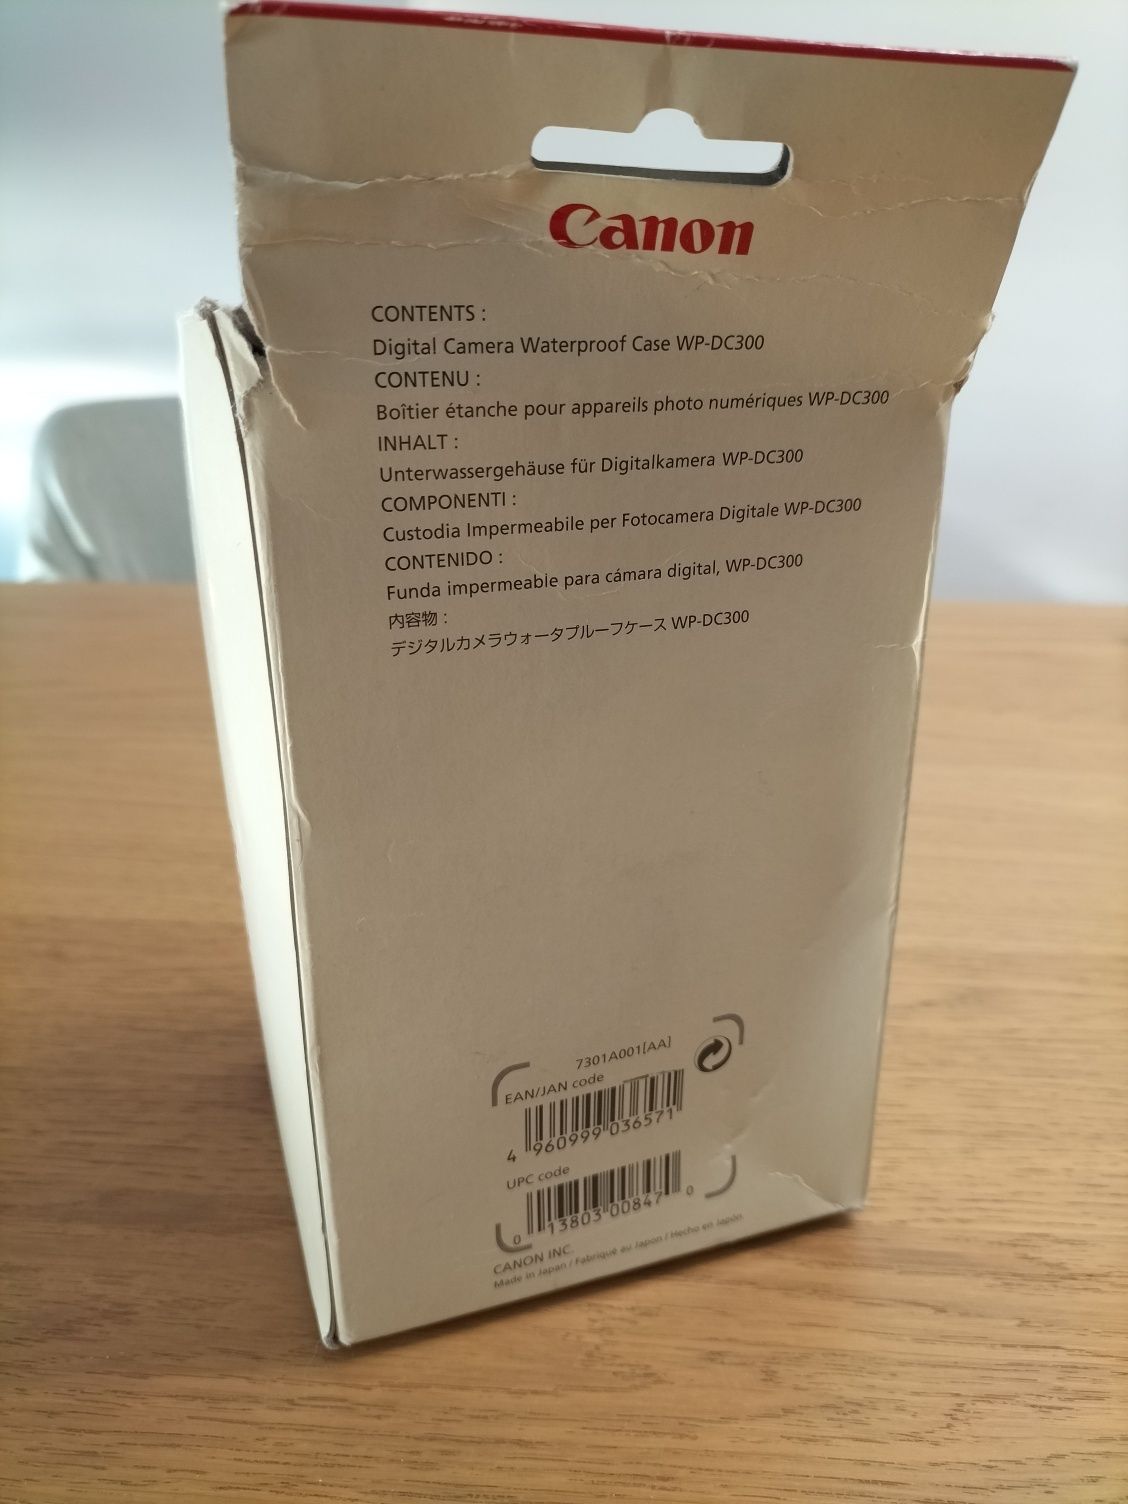 Canon
CONTENTS :
Digital Camera Waterproof Case WP-DC300
CONTENU :
Boîtier étanche pour appareils photo numériques WP-DC300
INHALT :
Unterwassergehäuse für Digitalkamera WP-DC300
COMPONENTI :
Custodia Impermeabile per Fotocamera Digitale WP-DC300
CONTENIDO :
Funda impermeable para cámara digital, WP-DC300
内容物 :
デジタルカメラウォータプルーフケース WP-DC300
7301A001[AA]
EAN/JAN code
4 960999 036571
UPC code
0 13803 00847 0
CANON INC.
Made in Japan / Fabriqué au Japon / Hecho en Japón